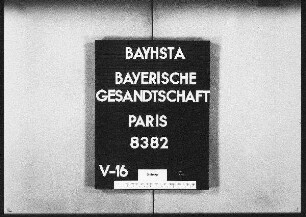 BAYHSTA
BAYERISCHE
GESANDTSCHAFT
PARIS
8382
V-16